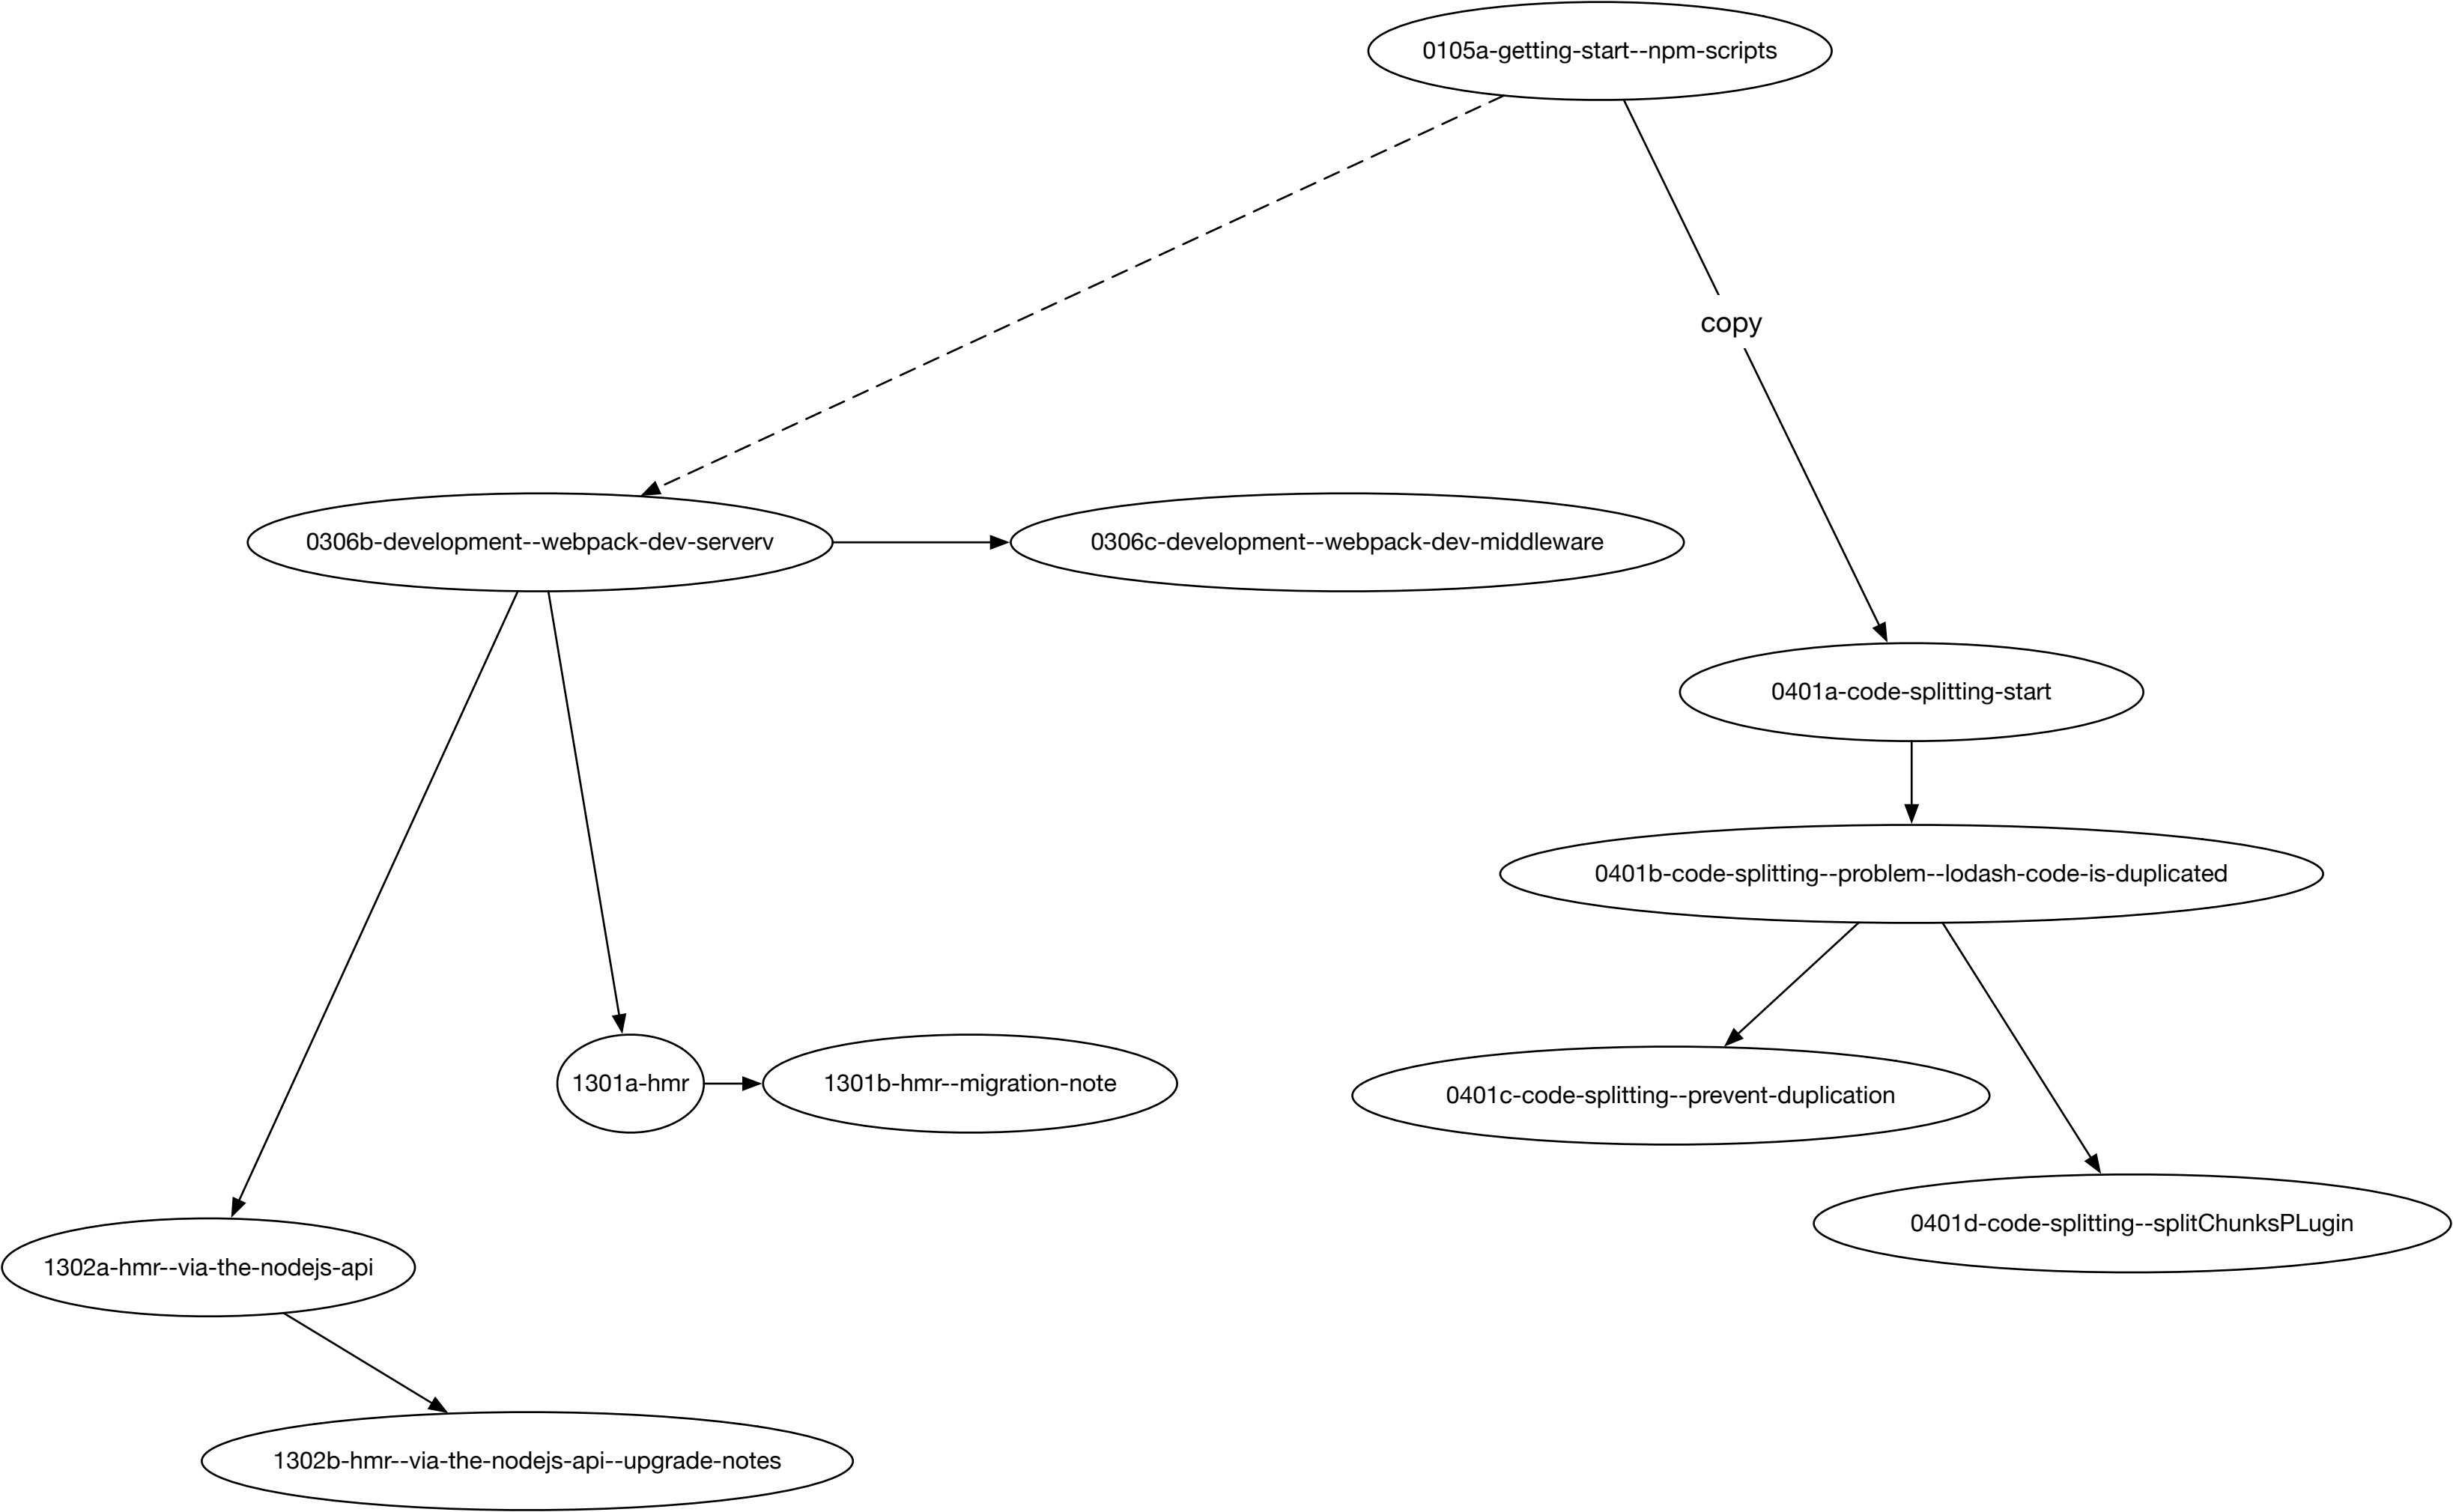 0105a-getting-start--npm-scripts
copy
0306b-development--webpack-dev-serverv
0306c-development--webpack-dev-middleware
0401a-code-splitting-start
0401b-code-splitting--problem--lodash-code-is-duplicated
1301a-hmr
1301b-hmr--migration-note
0401c-code-splitting--prevent-duplication
0401d-code-splitting--splitChunksPLugin
1302a-hmr--via-the-nodejs-api
1302b-hmr--via-the-nodejs-api--upgrade-notes